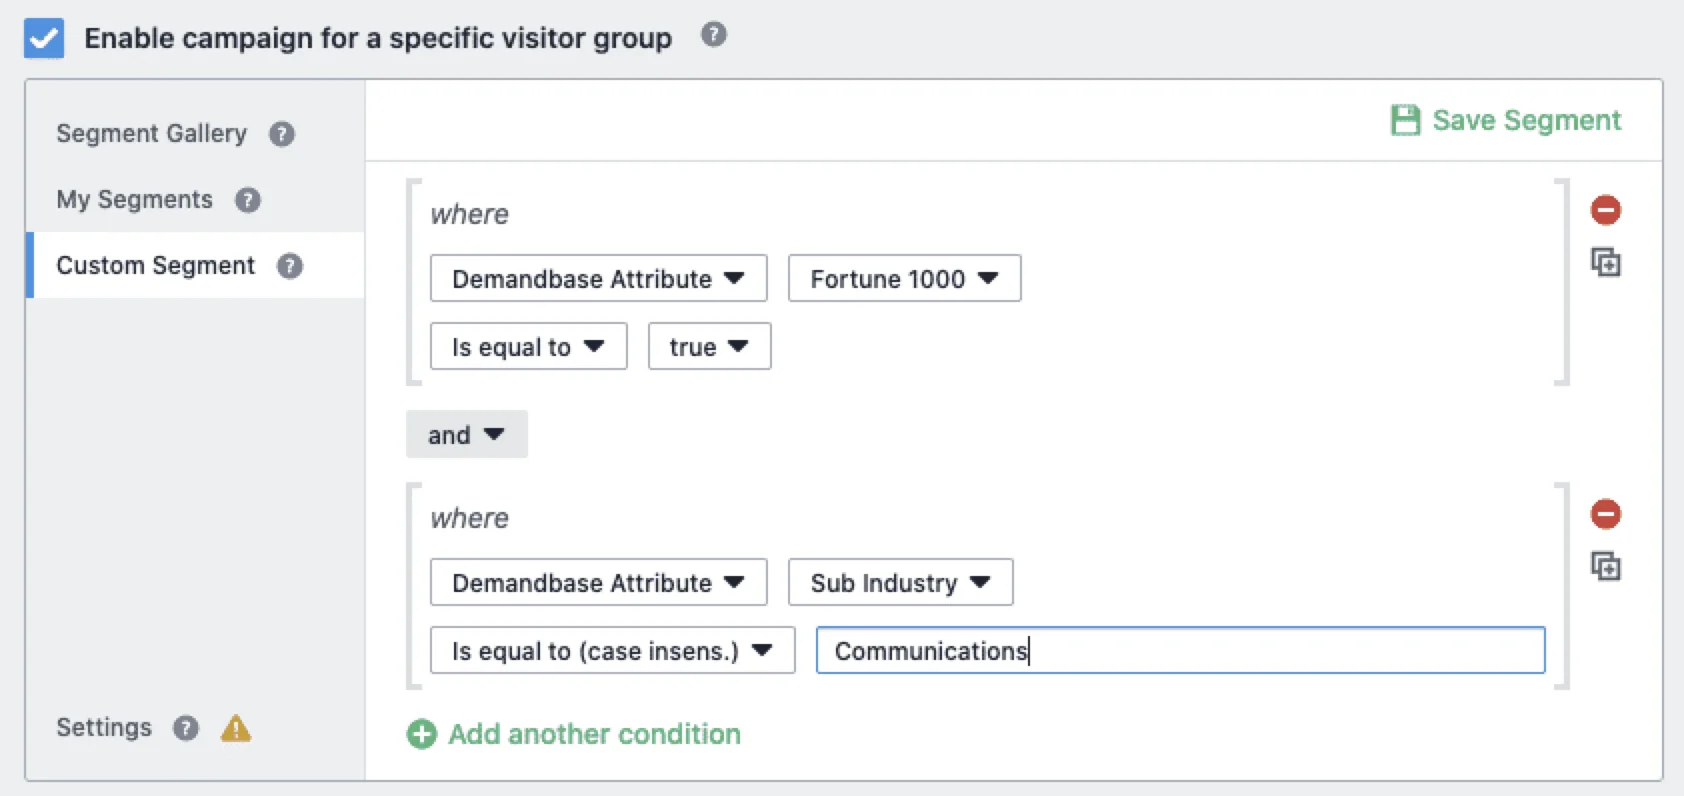 Enable campaign for a specific visitor group ?
Segment Gallery ?
My Segments ?
Custom Segment ?
Settings ?
Save Segment
where
Demandbase Attribute Fortune 1000
Is equal to true
and
where
Demandbase Attribute Sub Industry
Is equal to (case insens.) Communications
Add another condition